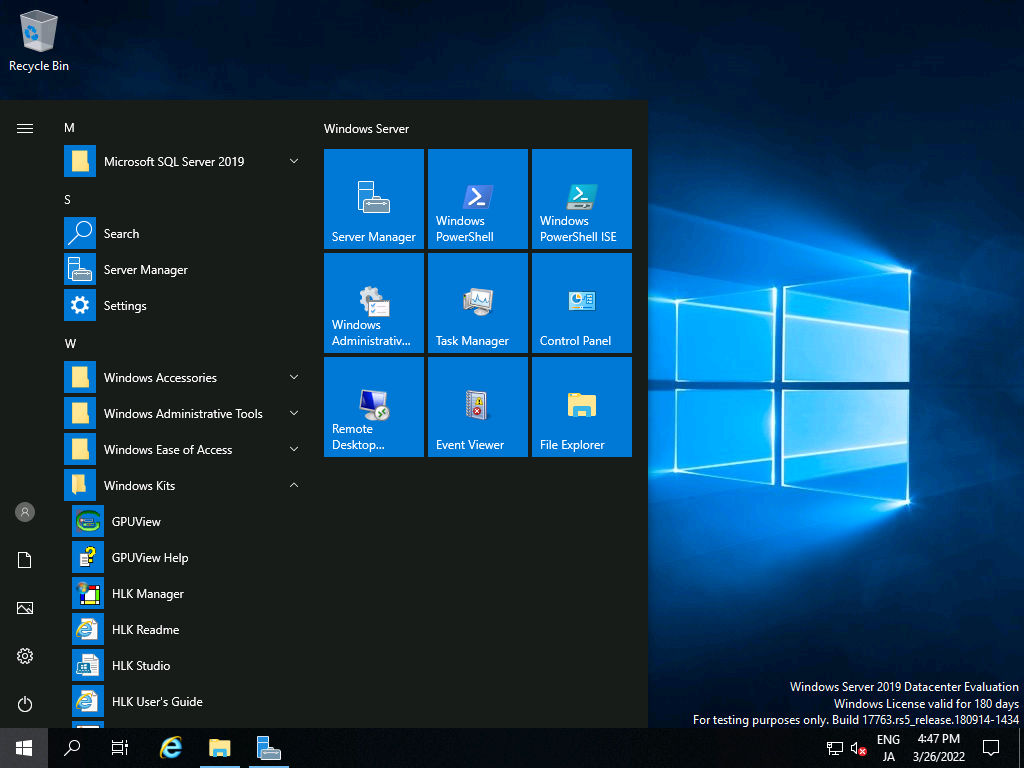 Recycle Bin
M
Microsoft SQL Server 2019
S
Search
Server Manager
Settings
W
Windows Accessories
Windows Administrative Tools
Windows Ease of Access
Windows Kits
GPUView
GPUView Help
HLK Manager
HLK Readme
HLK Studio
HLK User's Guide
Windows Server
Server Manager
Windows
PowerShell
Windows
PowerShell ISE
Windows
Administrativ...
Task Manager
Control Panel
Remote
Desktop...
Event Viewer
File Explorer
Windows Server 2019 Datacenter Evaluation
Windows License valid for 180 days
For testing purposes only. Build 17763.rs5_release.180914-1434
ENG
JA
4:47 PM
3/26/2022